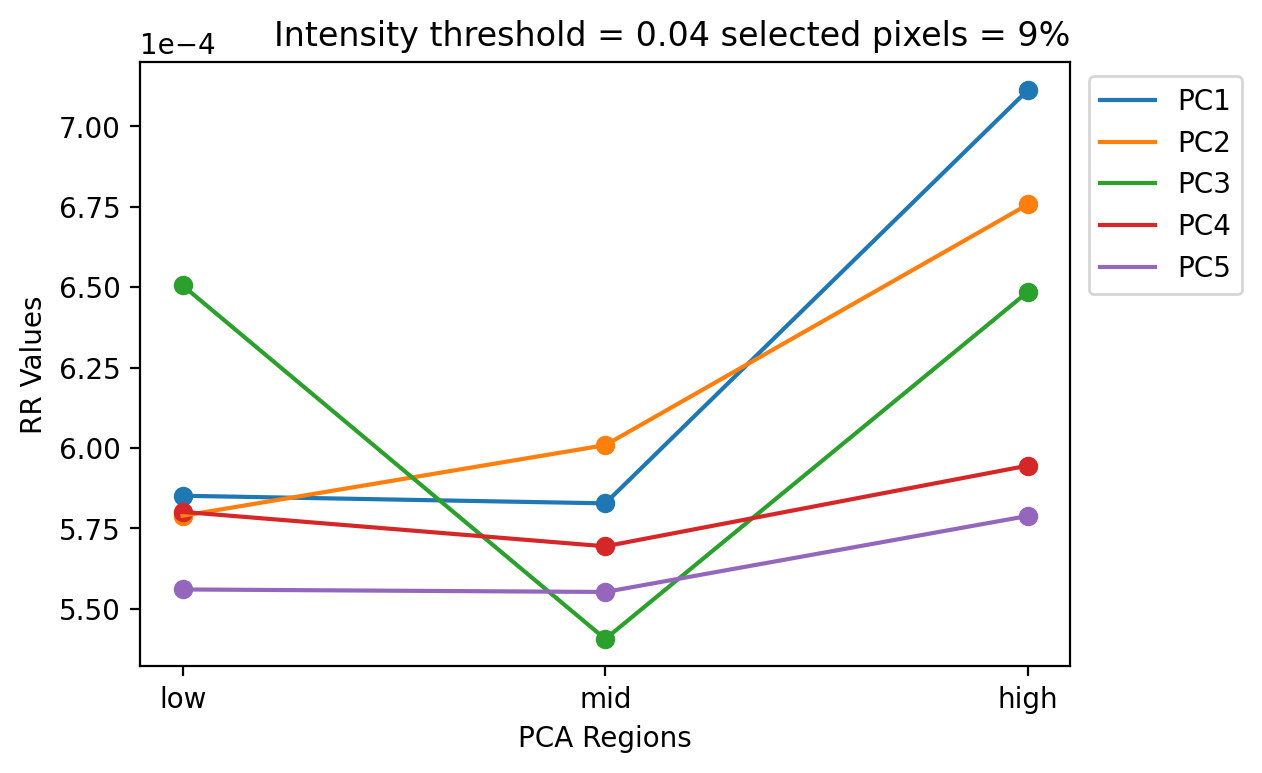 Intensity threshold = 0.04 selected pixels = 9%
1e−4
7.00
6.75
6.50
6.25
6.00
5.75
5.50
RR Values
low mid high
PCA Regions
PC1
PC2
PC3
PC4
PC5